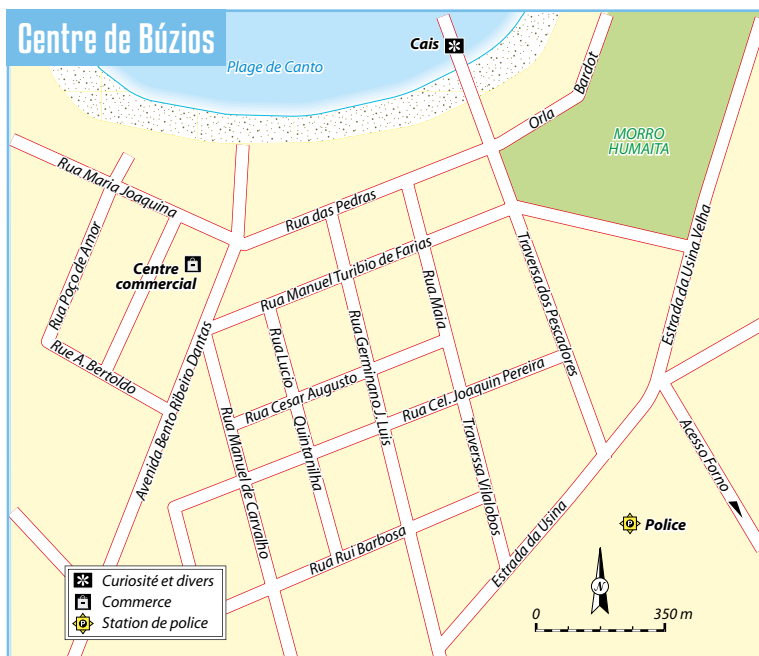 Centre de Búzios
Plage de Canto
Cais
Orla
Bardot
MORRO
HUMAITA
Rua Maria Joaquina
Rua das Pedras
Rua Poço de Amor
Centre
commercial
Rua Manuel Turibio de Farias
Traversa dos Pescadores
Estrada da Usina Velha
Rua Maia
Rue A. Bertoldo
Avenida Bento Ribeiro Dantas
Rua Lucio
Quintanilha
Rua Germinano J. Luis
Rua Cesar Augusto
Rua Cel. Joaquin Pereira
Rua Manuel de Carvalho
Traverssa Vilalobos
Acesso Forno
Rua Rui Barbosa
Estrada da Usina
P Police
Curiosité et divers
Commerce
P Station de police
N
0 350 m